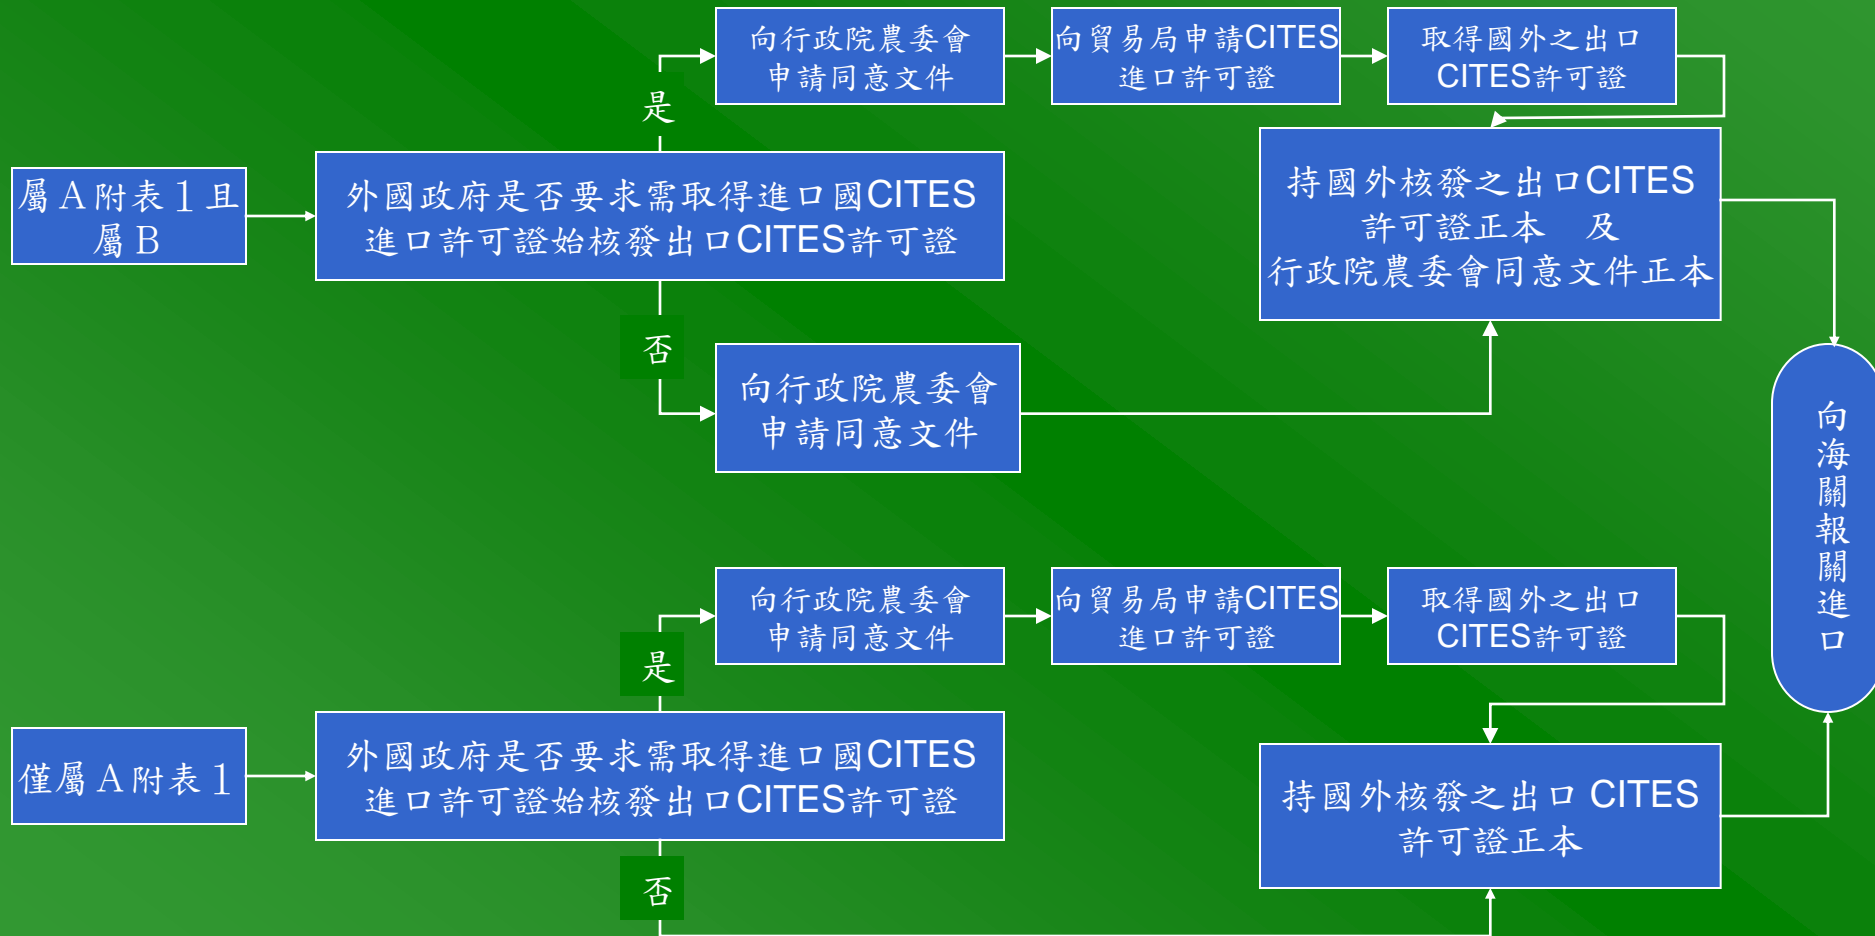 向行政院農委會
申請同意文件
向貿易局申請CITES
進口許可證
取得國外之出口
CITES許可證
是
屬Ａ附表１且
屬Ｂ
外國政府是否要求需取得進口國CITES
進口許可證始核發出口CITES許可證
持國外核發之出口CITES
許可證正本　及
行政院農委會同意文件正本
否
向行政院農委會
申請同意文件
向海關報關進口
向行政院農委會
申請同意文件
向貿易局申請CITES
進口許可證
取得國外之出口
CITES許可證
是
僅屬Ａ附表１
外國政府是否要求需取得進口國CITES
進口許可證始核發出口CITES許可證
持國外核發之出口 CITES
許可證正本
否